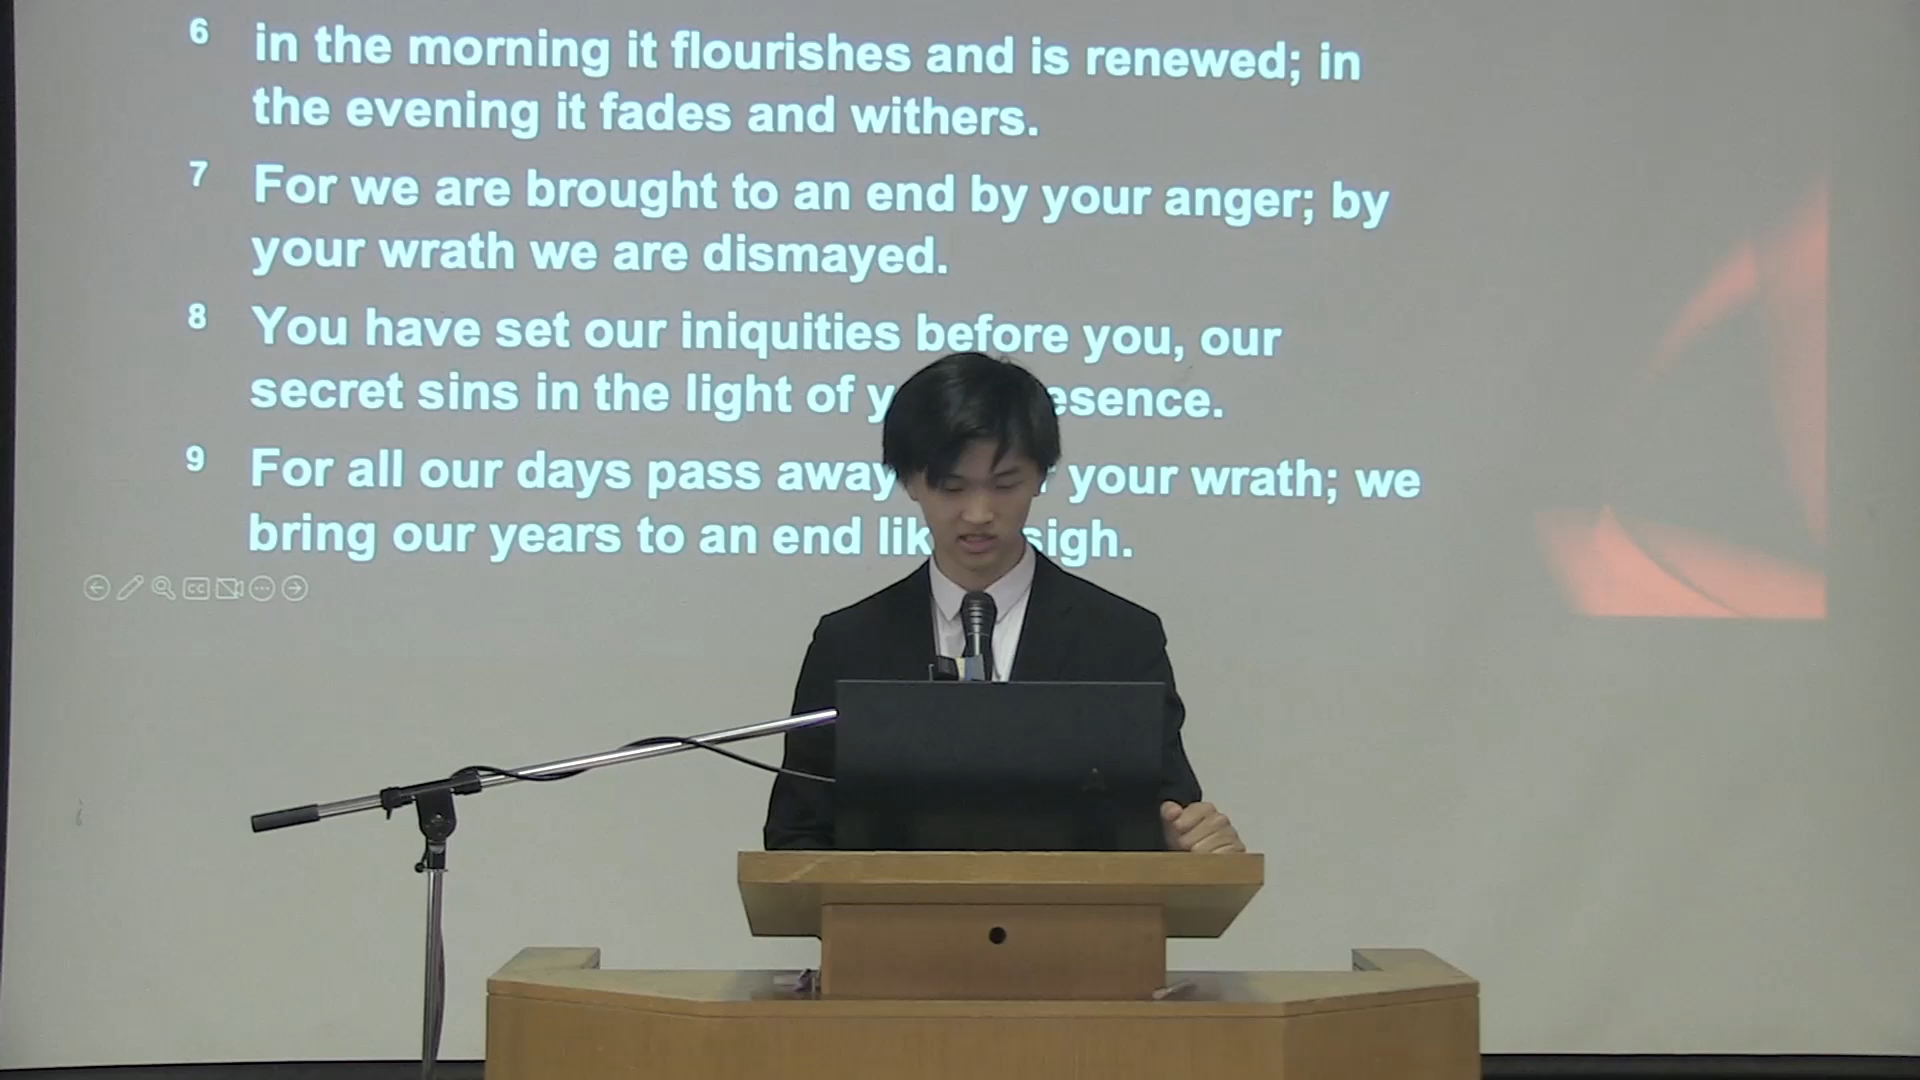 6 in the morning it flourishes and is renewed; in
the evening it fades and withers.
7 For we are brought to an end by your anger; by
your wrath we are dismayed.
8 You have set our iniquities before you, our
secret sins in the light of
9 For all our days pass away your wrath; we
bring our years to an end sigh.
CC